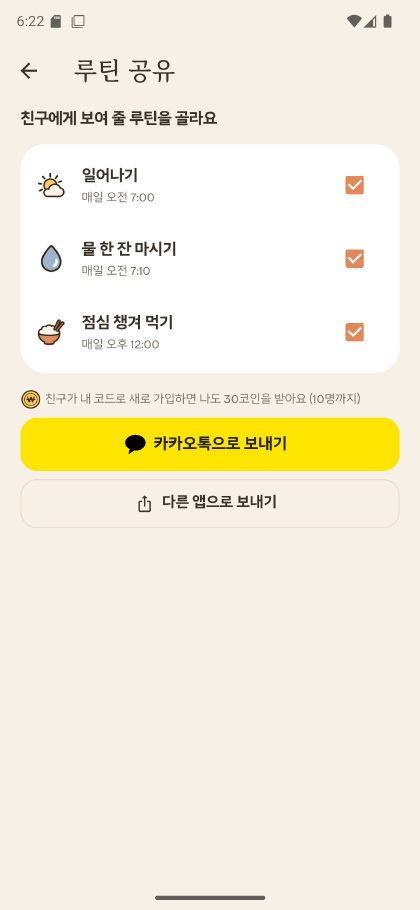 6:22
루틴 공유
친구에게 보여 줄 루틴을 골라요
일어나기
매일 오전 7:00
물 한 잔 마시기
매일 오전 7:10
점심 챙겨 먹기
매일 오후 12:00
친구가 내 코드로 새로 가입하면 나도 30코인을 받아요 (10명까지)
카카오톡으로 보내기
다른 앱으로 보내기